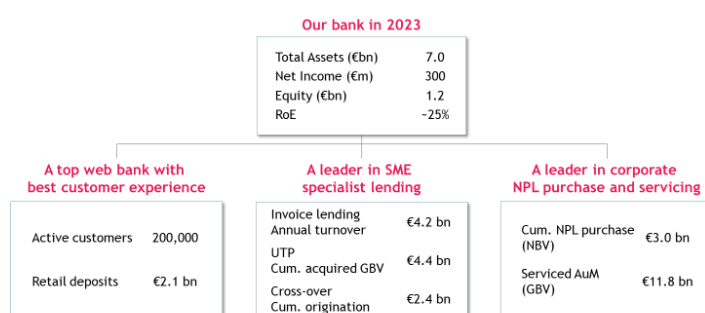 Our bank in 2023
Total Assets (€bn) 7.0
Net Income (€m) 300
Equity (€bn) 1.2
RoE ~25%
A top web bank with
best customer experience
Active customers 200,000
Retail deposits €2.1 bn
A leader in SME
specialist lending
Invoice lending
Annual turnover €4.2 bn
UTP
Cum. acquired GBV €4.4 bn
Cross-over
Cum. origination €2.4 bn
A leader in corporate
NPL purchase and servicing
Cum. NPL purchase
(NBV) €3.0 bn
Serviced AuM
(GBV) €11.8 bn